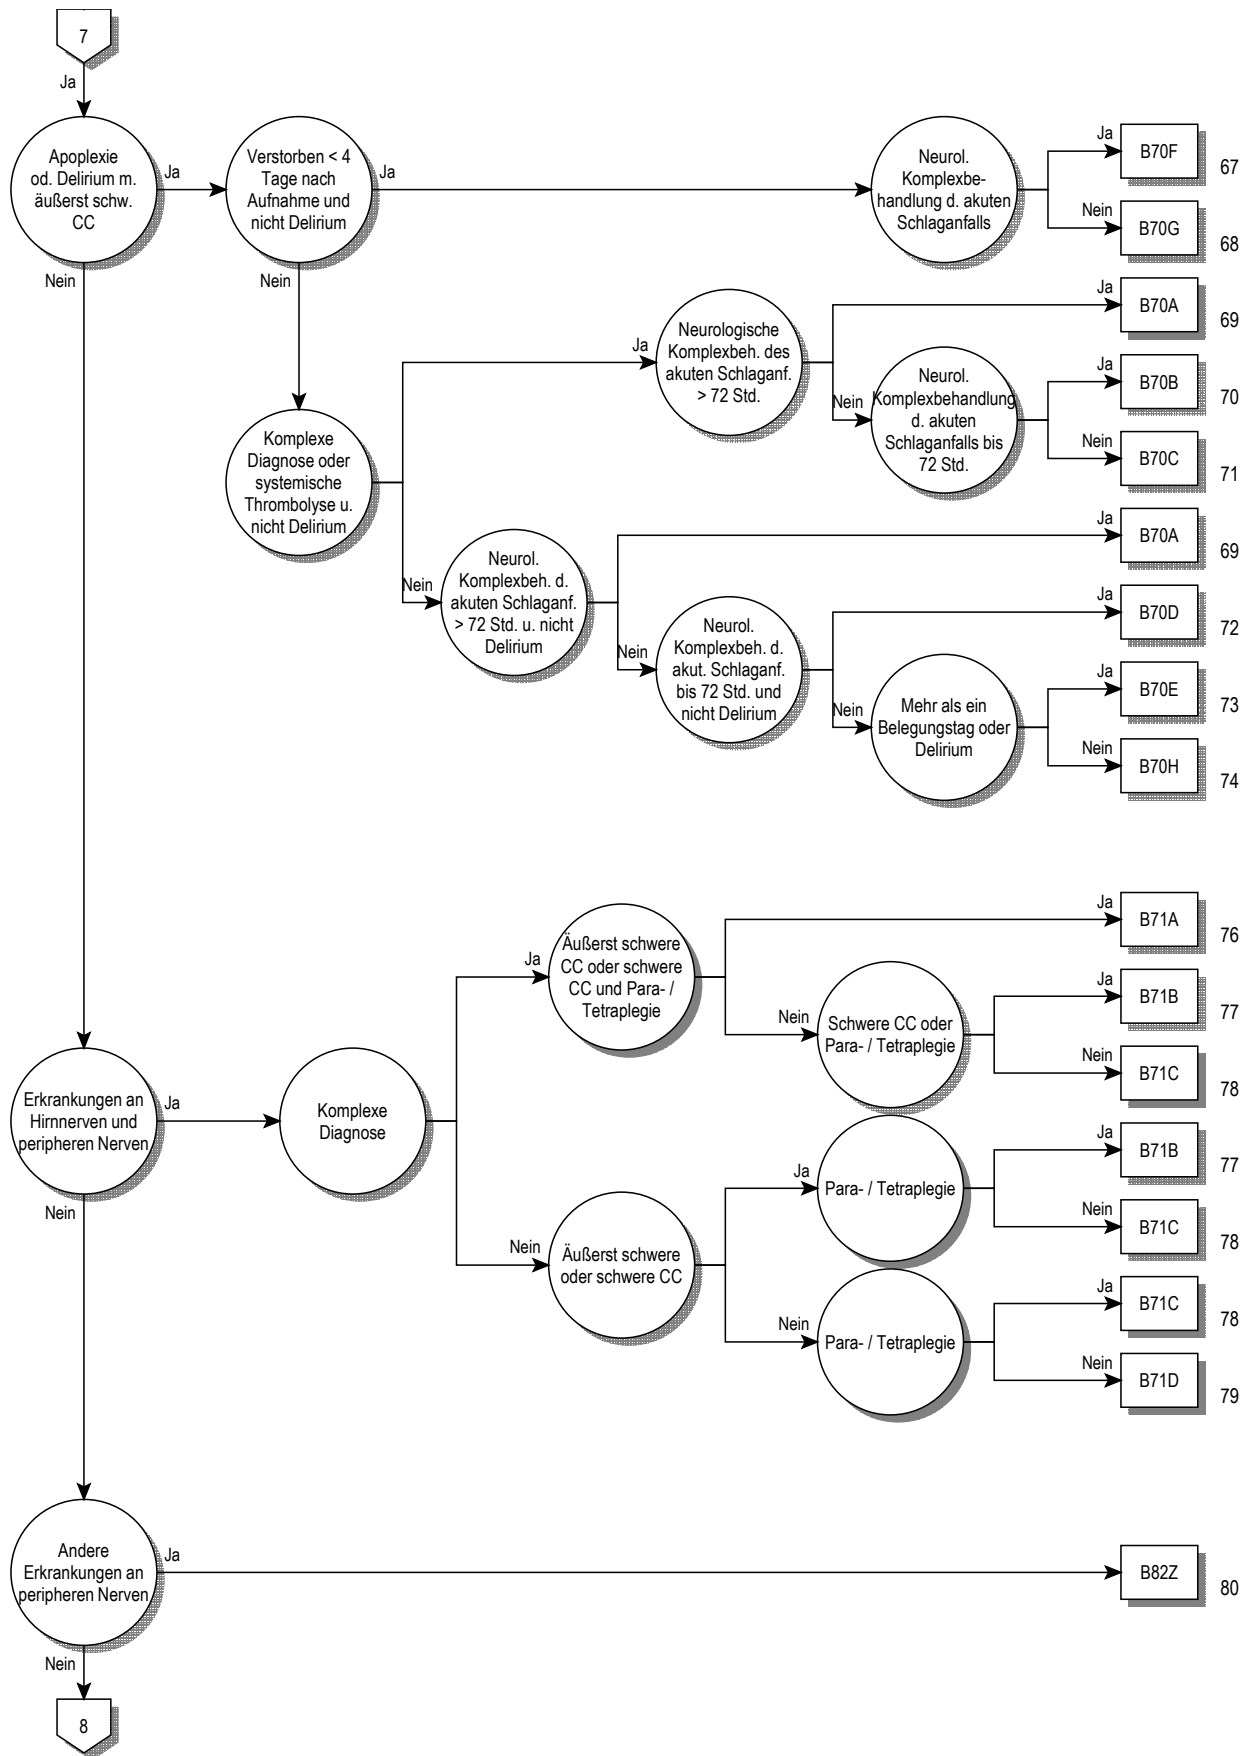 7
Ja
Apoplexie
od. Delirium m.
äußerst schw.
CC
Ja
Verstorben < 4
Tage nach
Aufnahme und
nicht Delirium
Ja
Neurol.
Komplexbe-
handlung d. akuten
Schlaganfalls
Ja
B70F
67
Nein
B70G
68
Nein
Nein
Komplexe
Diagnose oder
systemische
Thrombolyse u.
nicht Delirium
Ja
Neurologische
Komplexbeh. des
akuten Schlaganf.
> 72 Std.
Ja
B70A
69
Nein
Neurol.
Komplexbehandlung
d. akuten
Schlaganfalls bis
72 Std.
Ja
B70B
70
Nein
B70C
71
Nein
Neurol.
Komplexbeh. d.
akuten Schlaganf.
> 72 Std. u. nicht
Delirium
Ja
B70A
69
Nein
Neurol.
Komplexbeh. d.
akut. Schlaganf.
bis 72 Std. und
nicht Delirium
Ja
B70D
72
Nein
Mehr als ein
Belegungstag oder
Delirium
Ja
B70E
73
Nein
B70H
74
Erkrankungen an
Hirnnerven und
peripheren Nerven
Ja
Komplexe
Diagnose
Ja
Äußerst schwere
CC oder schwere
CC und Para- /
Tetraplegie
Ja
B71A
76
Nein
Schwere CC oder
Para- / Tetraplegie
Ja
B71B
77
Nein
B71C
78
Nein
Äußerst schwere
oder schwere CC
Ja
Para- / Tetraplegie
Ja
B71B
77
Nein
B71C
78
Nein
Para- / Tetraplegie
Ja
B71C
78
Nein
B71D
79
Nein
Andere
Erkrankungen an
peripheren Nerven
Ja
B82Z
80
Nein
8